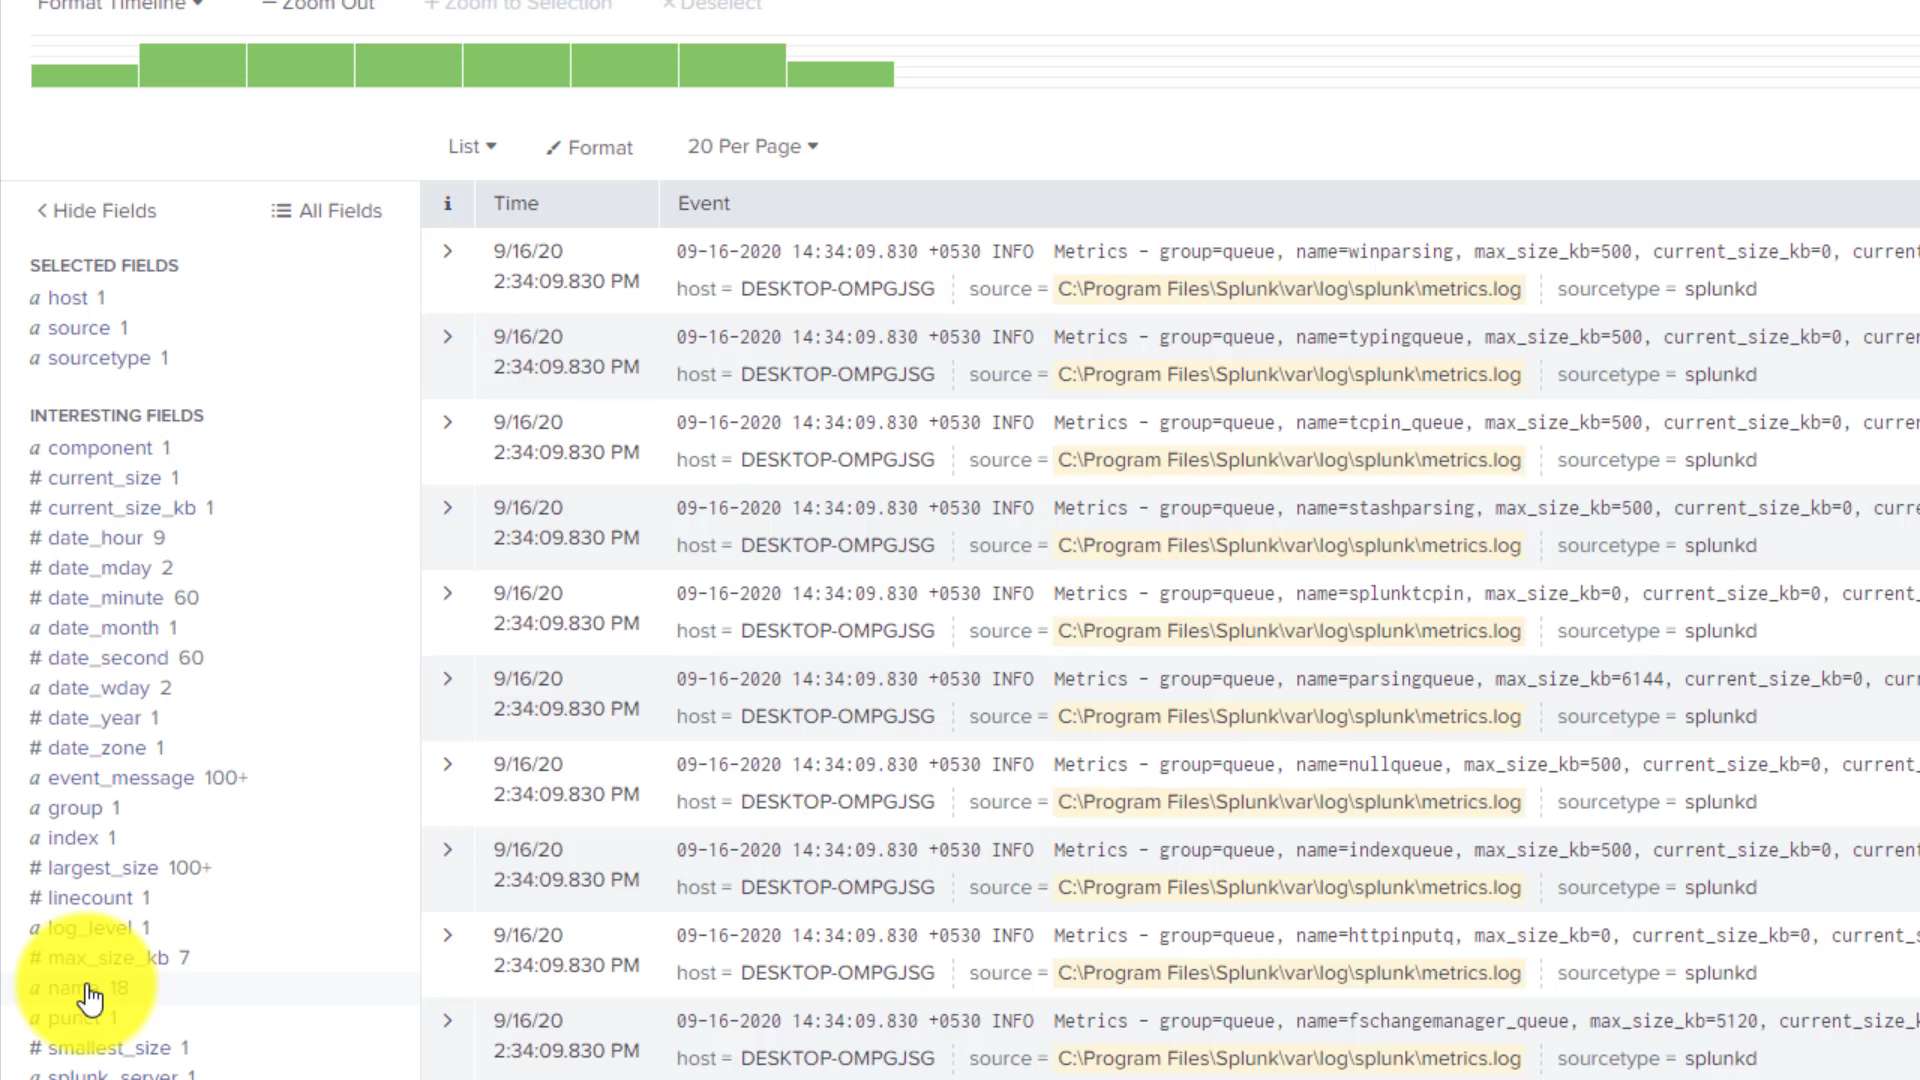 Format Timeline
— Zoom Out
+ Zoom to Selection
× Deselect
List
Format
20 Per Page
Hide Fields
All Fields
SELECTED FIELDS
a host 1
a source 1
a sourcetype 1
INTERESTING FIELDS
a component 1
# current_size 1
# current_size_kb 1
# date_hour 9
# date_mday 2
# date_minute 60
a date_month 1
# date_second 60
a date_wday 2
# date_year 1
# date_zone 1
a event_message 100+
a group 1
a index 1
# largest_size 100+
# linecount 1
a log_level 1
# max_size_kb 7
a name 18
a punct 1
# smallest_size 1
a splunk_server 1
i Time Event
9/16/20 09-16-2020 14:34:09.830 +0530 INFO Metrics - group=queue, name=winparsing, max_size_kb=500, current_size_kb=0, current
2:34:09.830 PM host = DESKTOP-OMPGJSG source = C:\Program Files\Splunk\var\log\splunk\metrics.log sourcetype = splunkd
9/16/20 09-16-2020 14:34:09.830 +0530 INFO Metrics - group=queue, name=typingqueue, max_size_kb=500, current_size_kb=0, curren
2:34:09.830 PM host = DESKTOP-OMPGJSG source = C:\Program Files\Splunk\var\log\splunk\metrics.log sourcetype = splunkd
9/16/20 09-16-2020 14:34:09.830 +0530 INFO Metrics - group=queue, name=tcpin_queue, max_size_kb=500, current_size_kb=0, curren
2:34:09.830 PM host = DESKTOP-OMPGJSG source = C:\Program Files\Splunk\var\log\splunk\metrics.log sourcetype = splunkd
9/16/20 09-16-2020 14:34:09.830 +0530 INFO Metrics - group=queue, name=stashparsing, max_size_kb=500, current_size_kb=0, curre
2:34:09.830 PM host = DESKTOP-OMPGJSG source = C:\Program Files\Splunk\var\log\splunk\metrics.log sourcetype = splunkd
9/16/20 09-16-2020 14:34:09.830 +0530 INFO Metrics - group=queue, name=splunktcpin, max_size_kb=0, current_size_kb=0, current_
2:34:09.830 PM host = DESKTOP-OMPGJSG source = C:\Program Files\Splunk\var\log\splunk\metrics.log sourcetype = splunkd
9/16/20 09-16-2020 14:34:09.830 +0530 INFO Metrics - group=queue, name=parsingqueue, max_size_kb=6144, current_size_kb=0, curr
2:34:09.830 PM host = DESKTOP-OMPGJSG source = C:\Program Files\Splunk\var\log\splunk\metrics.log sourcetype = splunkd
9/16/20 09-16-2020 14:34:09.830 +0530 INFO Metrics - group=queue, name=nullqueue, max_size_kb=500, current_size_kb=0, current_
2:34:09.830 PM host = DESKTOP-OMPGJSG source = C:\Program Files\Splunk\var\log\splunk\metrics.log sourcetype = splunkd
9/16/20 09-16-2020 14:34:09.830 +0530 INFO Metrics - group=queue, name=indexqueue, max_size_kb=500, current_size_kb=0, current
2:34:09.830 PM host = DESKTOP-OMPGJSG source = C:\Program Files\Splunk\var\log\splunk\metrics.log sourcetype = splunkd
9/16/20 09-16-2020 14:34:09.830 +0530 INFO Metrics - group=queue, name=httpinputq, max_size_kb=0, current_size_kb=0, current_s
2:34:09.830 PM host = DESKTOP-OMPGJSG source = C:\Program Files\Splunk\var\log\splunk\metrics.log sourcetype = splunkd
9/16/20 09-16-2020 14:34:09.830 +0530 INFO Metrics - group=queue, name=fschangemanager_queue, max_size_kb=5120, current_size_k
2:34:09.830 PM host = DESKTOP-OMPGJSG source = C:\Program Files\Splunk\var\log\splunk\metrics.log sourcetype = splunkd